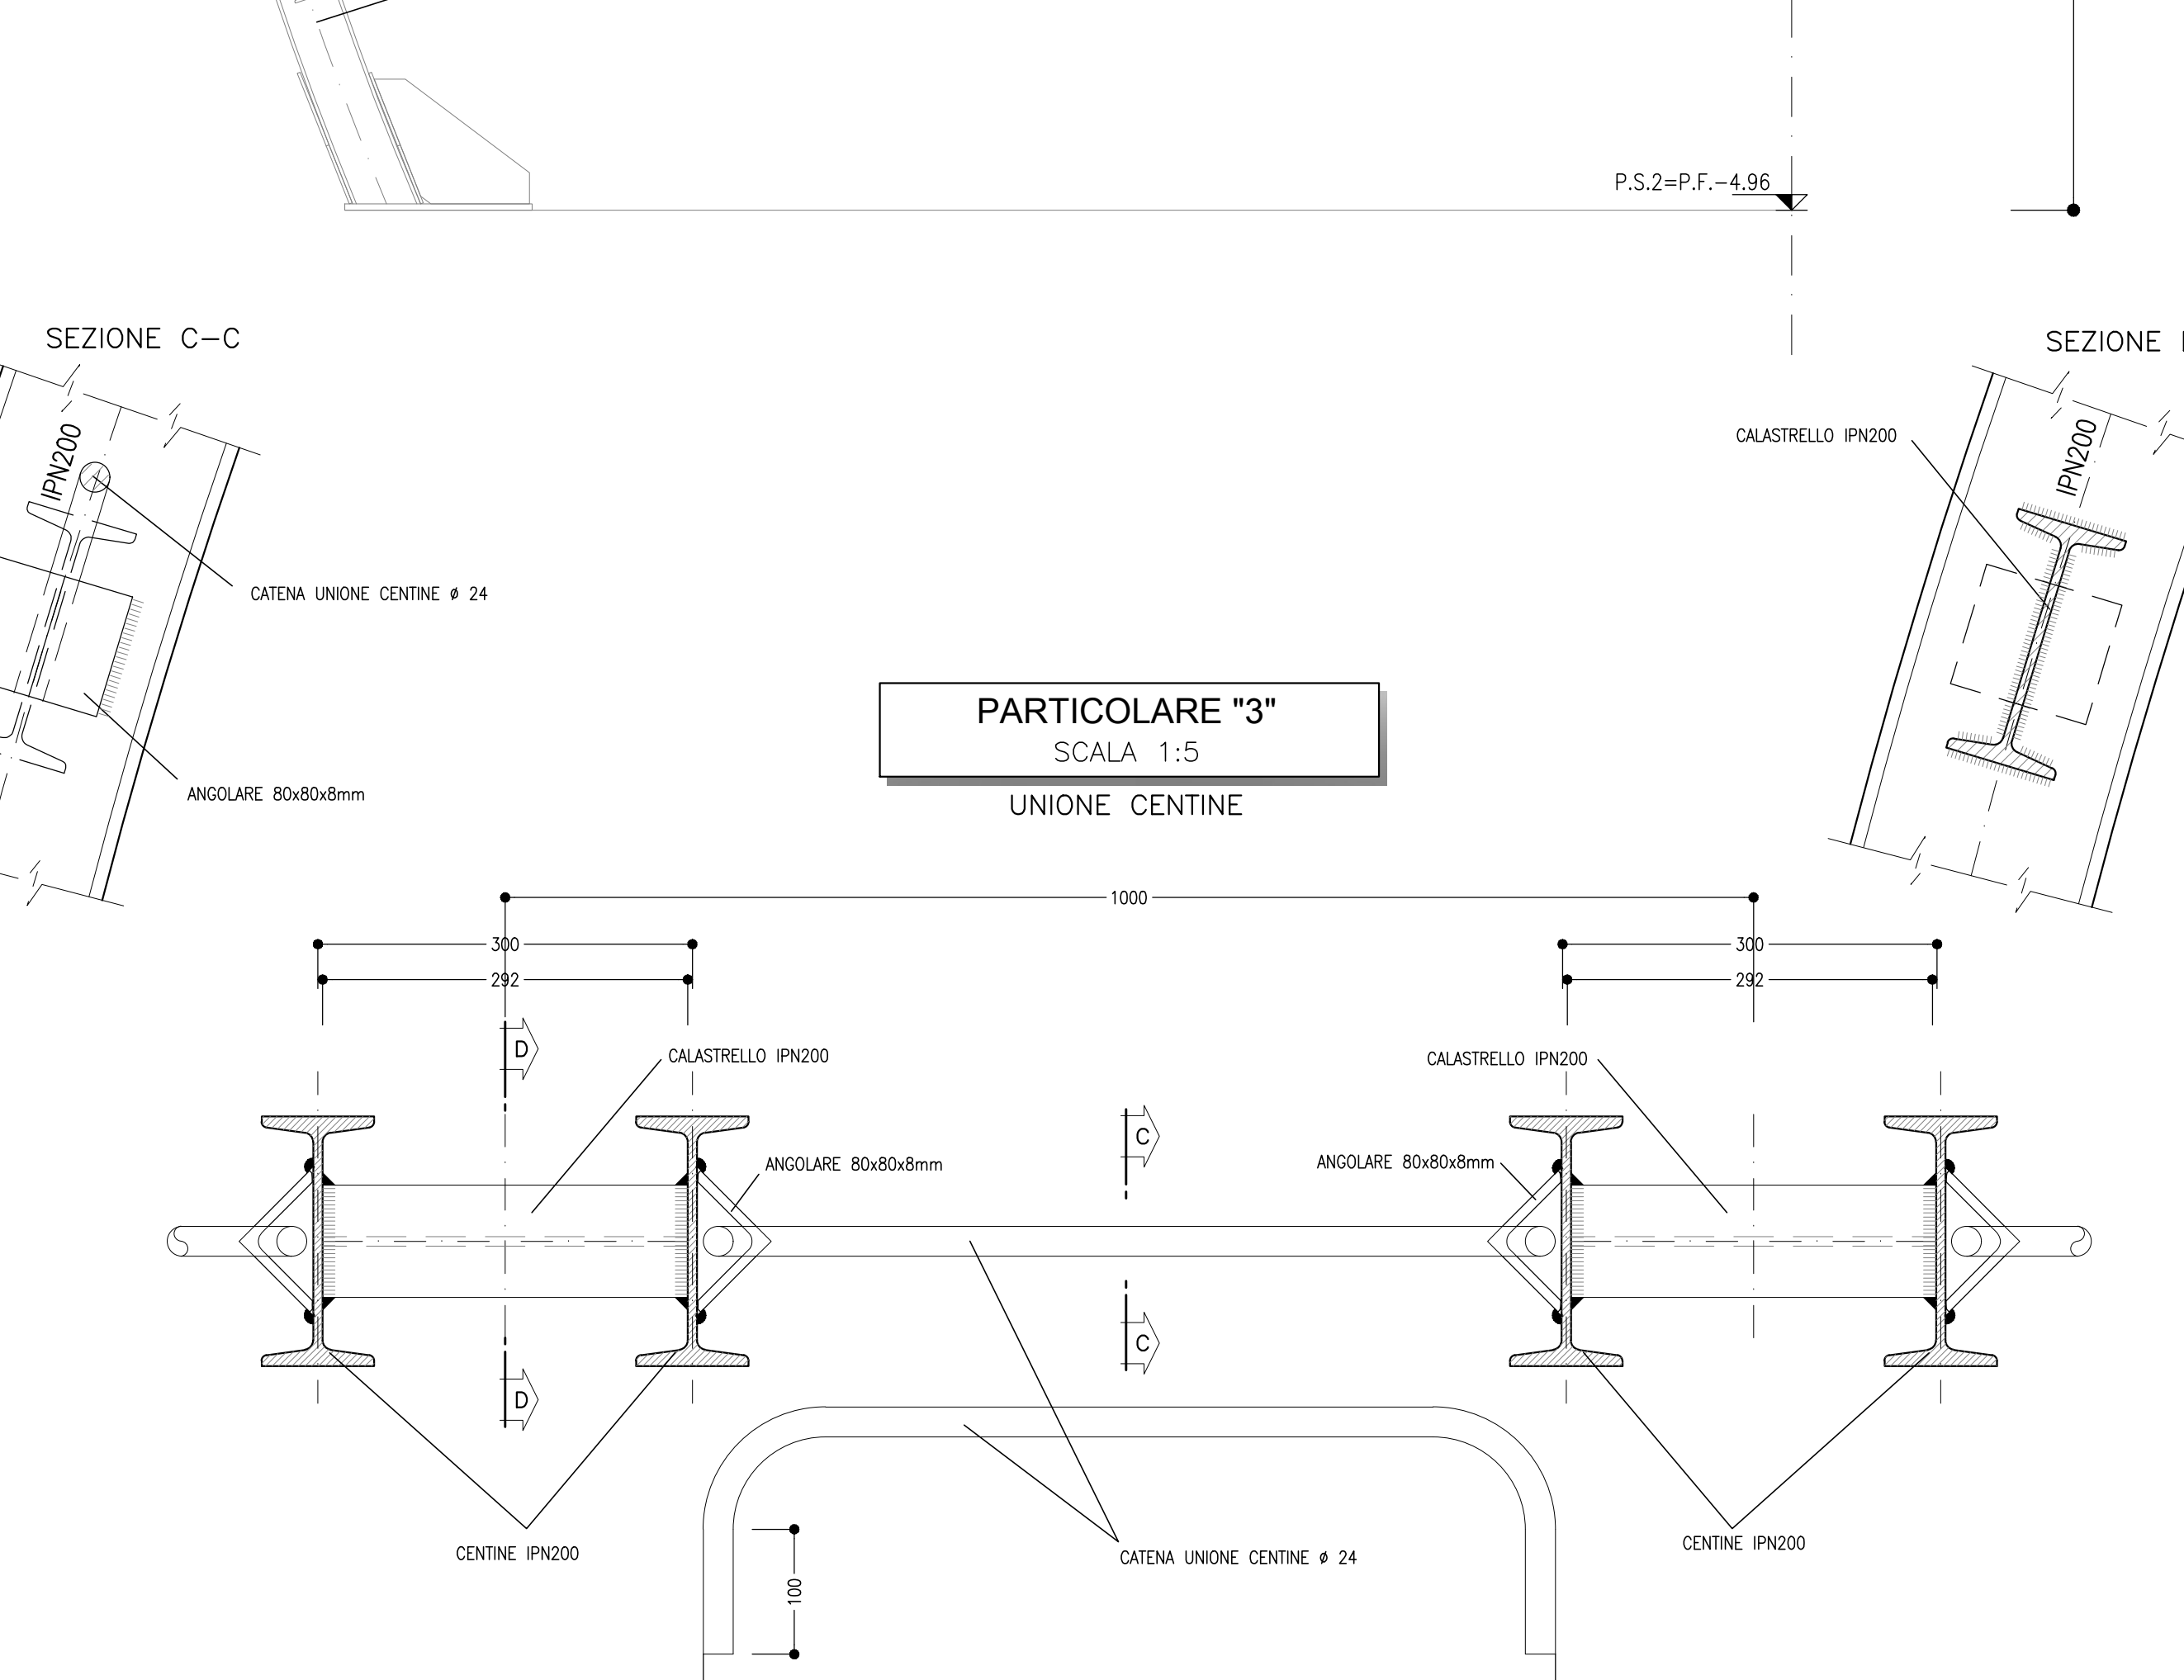 P.S.2=P.F.-4.96
SEZIONE C-C
SEZIONE
IPN200
CALASTRELLO IPN200
IPN200
CATENA UNIONE CENTINE ø 24
PARTICOLARE "3"
SCALA 1:5
ANGOLARE 80x80x8mm
UNIONE CENTINE
1000
300
300
292
292
D
CALASTRELLO IPN200
CALASTRELLO IPN200
C
ANGOLARE 80x80x8mm
ANGOLARE 80x80x8mm
C
D
CENTINE IPN200
CATENA UNIONE CENTINE ø 24
CENTINE IPN200
100